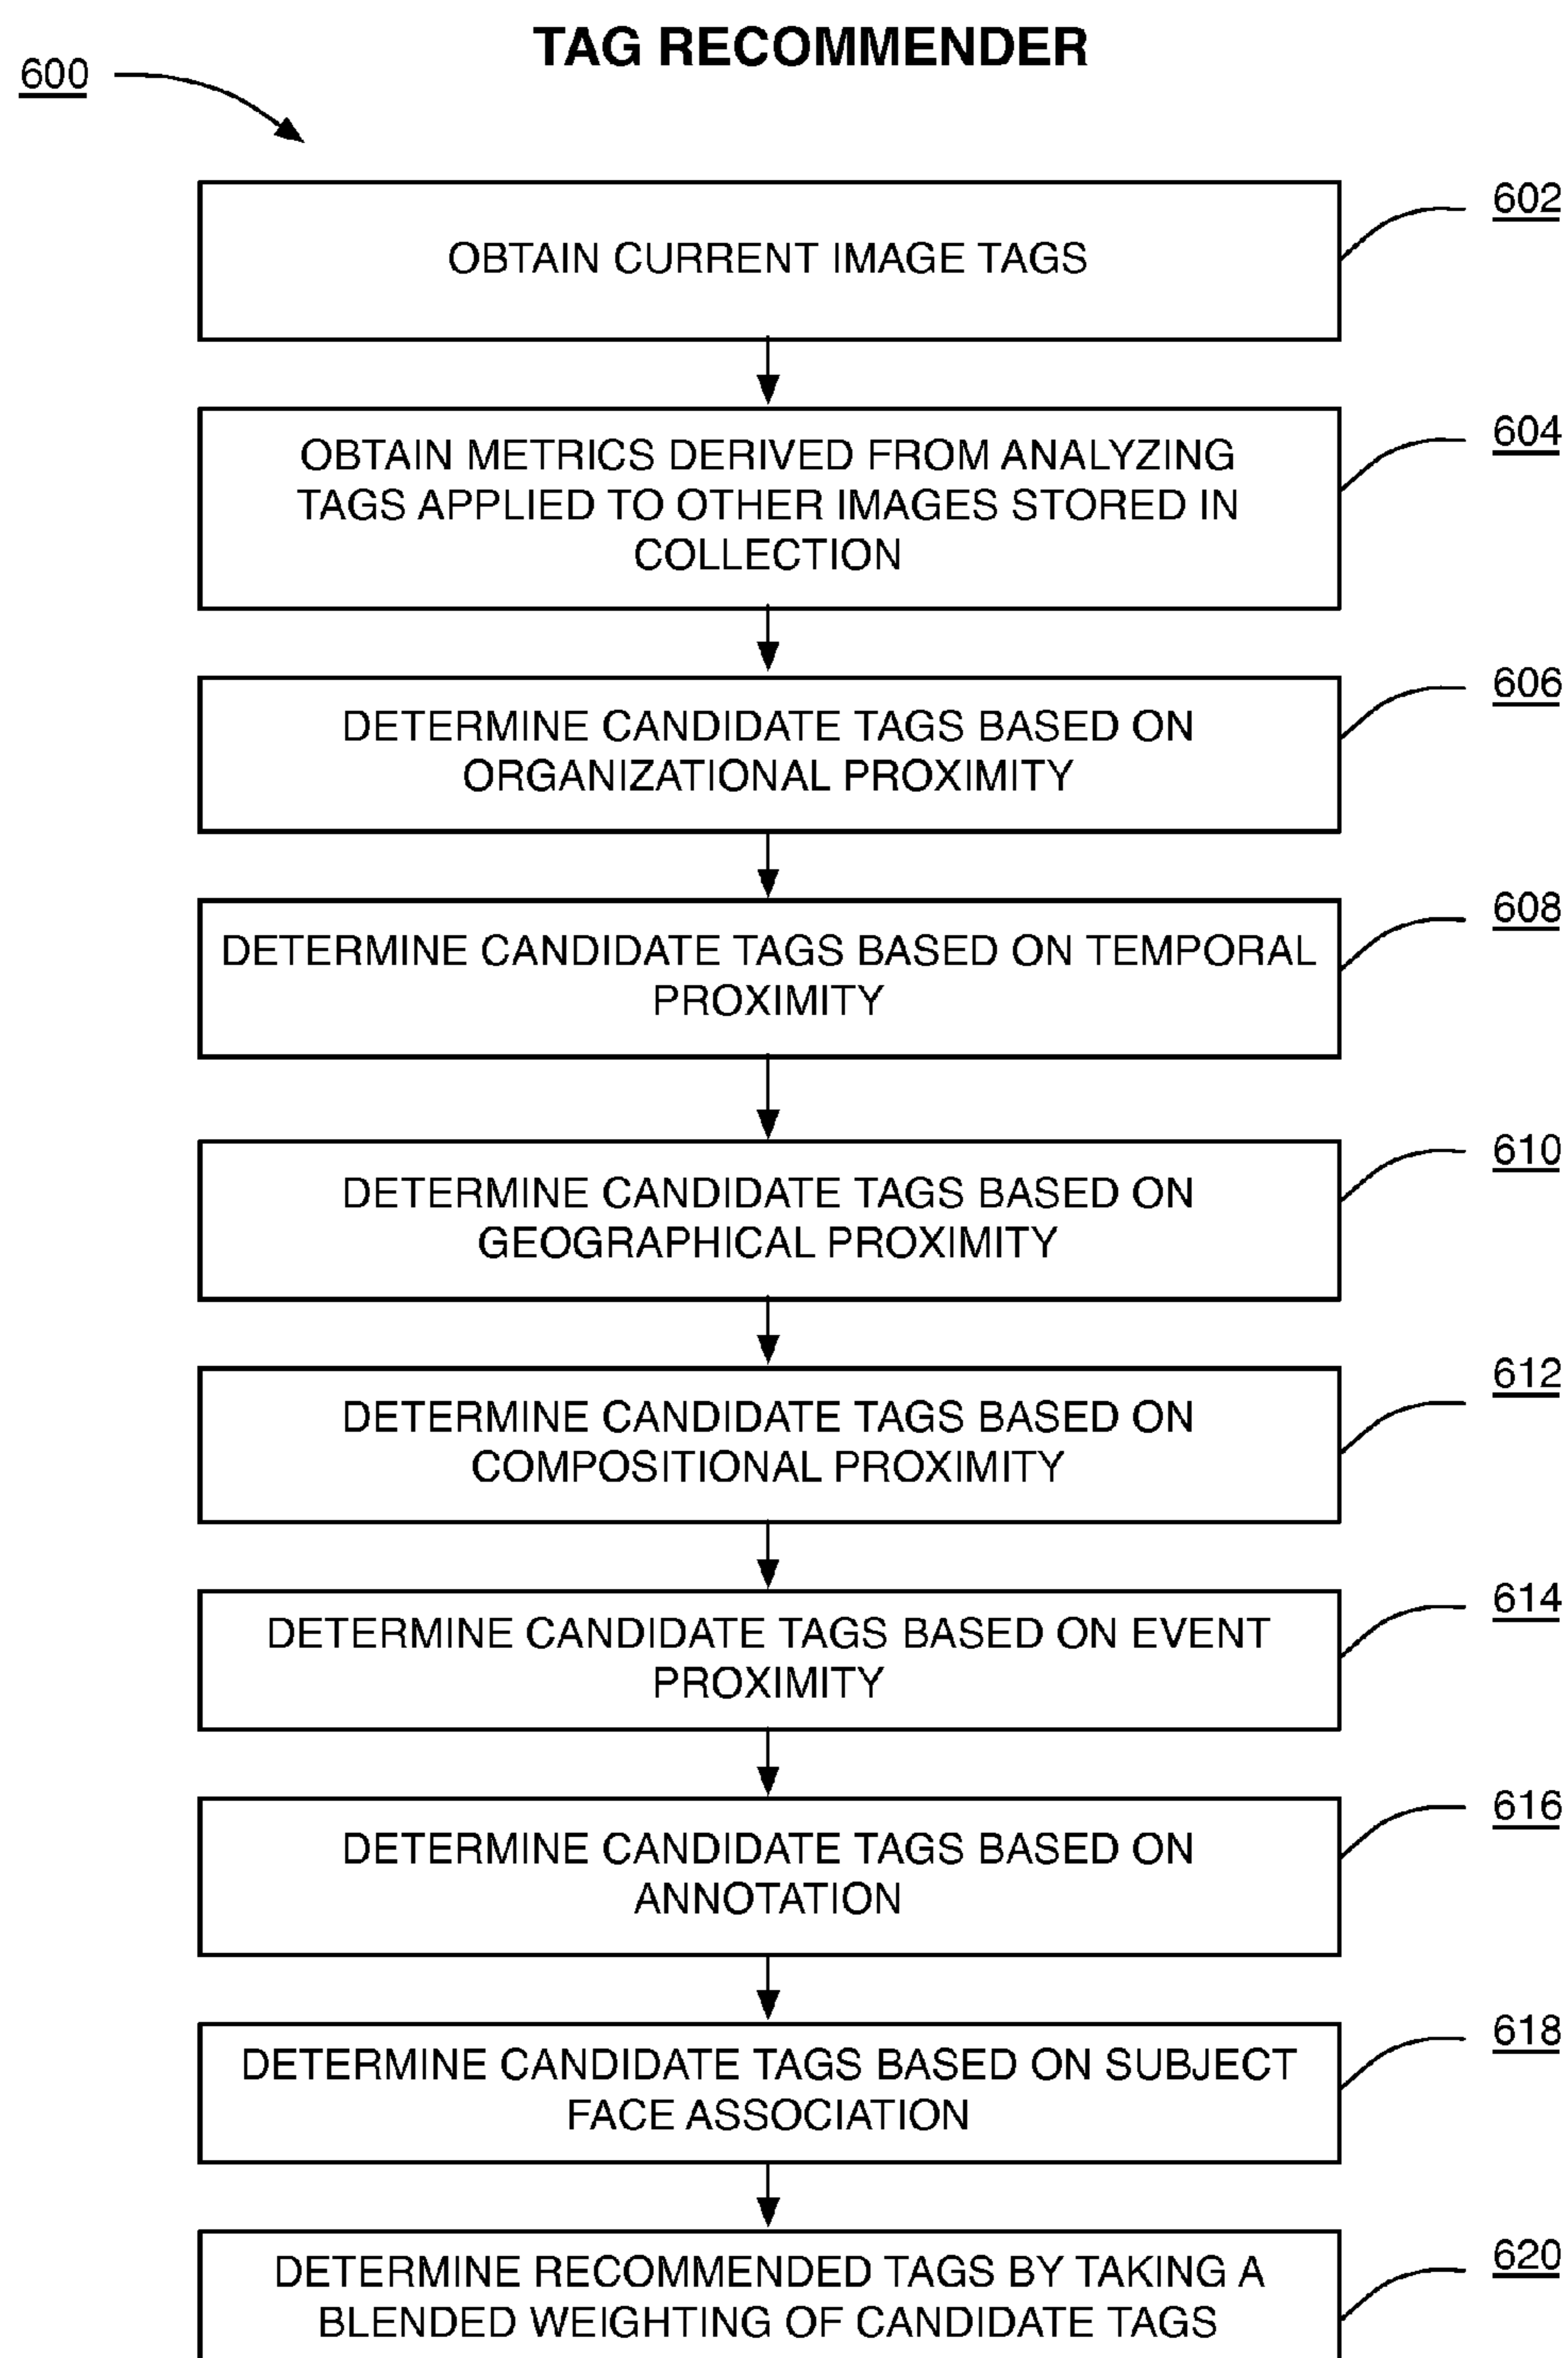 TAG RECOMMENDER
600
OBTAIN CURRENT IMAGE TAGS
602
OBTAIN METRICS DERIVED FROM ANALYZING
TAGS APPLIED TO OTHER IMAGES STORED IN
COLLECTION
604
DETERMINE CANDIDATE TAGS BASED ON
ORGANIZATIONAL PROXIMITY
606
DETERMINE CANDIDATE TAGS BASED ON TEMPORAL
PROXIMITY
608
DETERMINE CANDIDATE TAGS BASED ON
GEOGRAPHICAL PROXIMITY
610
DETERMINE CANDIDATE TAGS BASED ON
COMPOSITIONAL PROXIMITY
612
DETERMINE CANDIDATE TAGS BASED ON EVENT
PROXIMITY
614
DETERMINE CANDIDATE TAGS BASED ON
ANNOTATION
616
DETERMINE CANDIDATE TAGS BASED ON SUBJECT
FACE ASSOCIATION
618
DETERMINE RECOMMENDED TAGS BY TAKING A
BLENDED WEIGHTING OF CANDIDATE TAGS
620